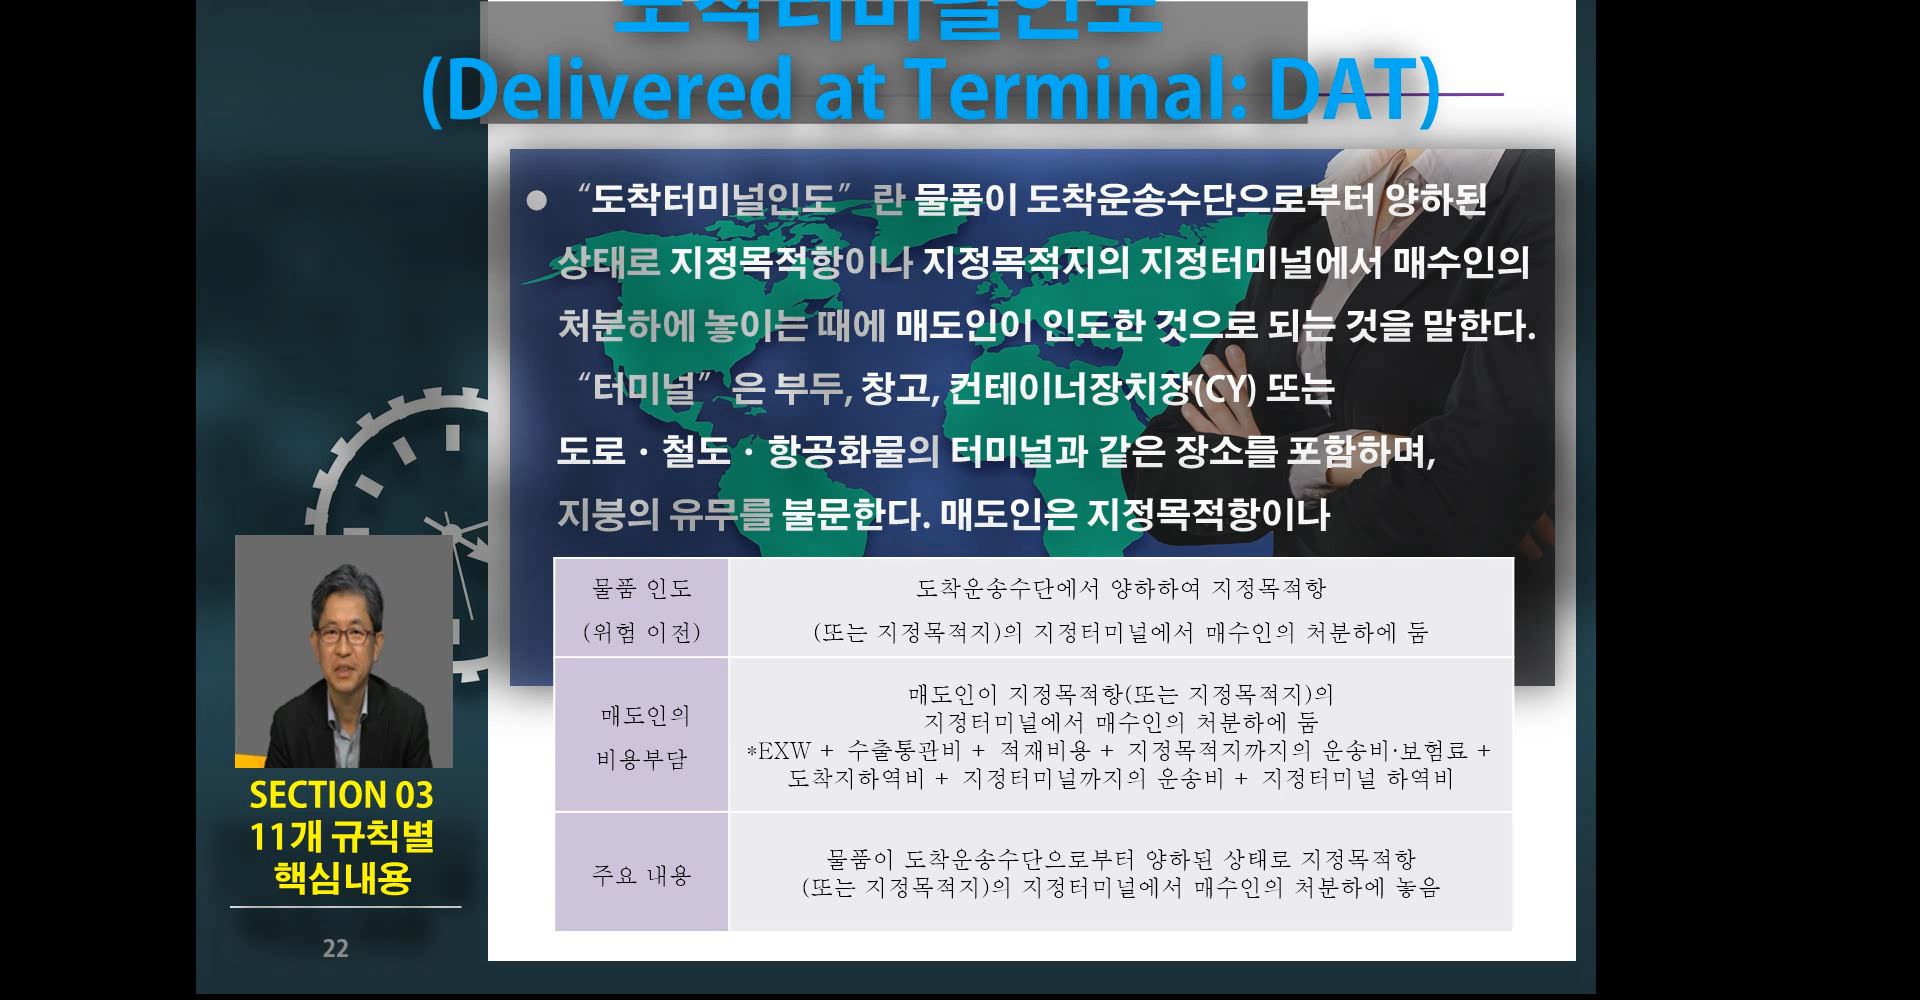 도착터미널인도
(Delivered at Terminal: DAT)
● “도착터미널인도” 란 물품이 도착운송수단으로부터 양하된
상태로 지정목적항이나 지정목적지의 지정터미널에서 매수인의
처분하에 놓이는 때에 매도인이 인도한 것으로 되는 것을 말한다.
“터미널” 은 부두, 창고, 컨테이너장치장(CY) 또는
도로 · 철도 · 항공화물의 터미널과 같은 장소를 포함하며,
지붕의 유무를 불문한다. 매도인은 지정목적항이나
물품 인도
(위험 이전)
도착운송수단에서 양하하여 지정목적항
(또는 지정목적지)의 지정터미널에서 매수인의 처분하에 둠
매도인의
비용부담
매도인이 지정목적항(또는 지정목적지)의
지정터미널에서 매수인의 처분하에 둠
*EXW + 수출통관비 + 적재비용 + 지정목적지까지의 운송비·보험료 +
도착지하역비 + 지정터미널까지의 운송비 + 지정터미널 하역비
주요 내용
물품이 도착운송수단으로부터 양하된 상태로 지정목적항
(또는 지정목적지)의 지정터미널에서 매수인의 처분하에 놓음
SECTION 03
11개 규칙별
핵심내용
22